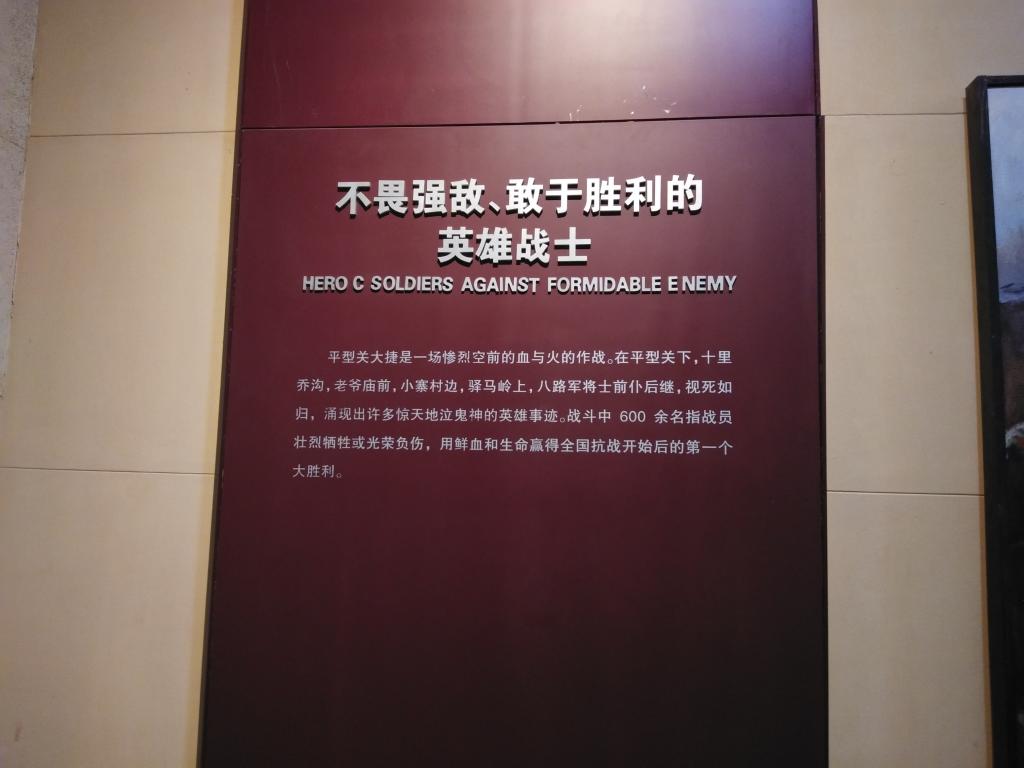 不畏强敌、敢于胜利的
英雄战士
HERO C SOLDIERS AGAINST FORMIDABLE ENEMY
平型关大捷是一场惨烈空前的血与火的作战。在平型关下，十里
乔沟，老爷庙前，小寨村边，驿马岭上，八路军将士前仆后继，视死如
归，涌现出许多惊天地泣鬼神的英雄事迹。战斗中 600 余名指战员
壮烈牺牲或光荣负伤，用鲜血和生命赢得全国抗战开始后的第一个
大胜利。